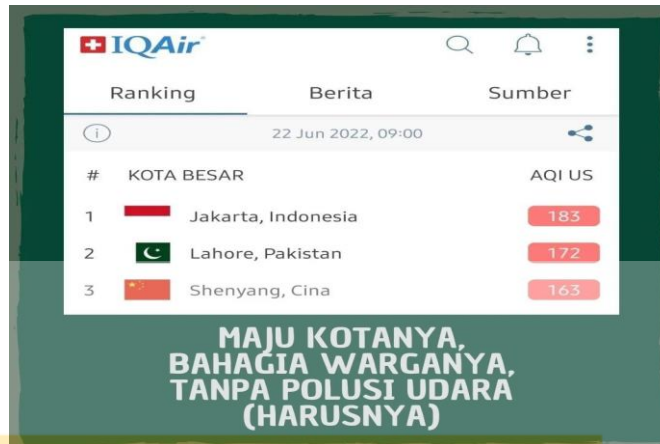 IQAir
Ranking Berita Sumber
22 Jun 2022, 09:00
# KOTA BESAR AQI US
1 Jakarta, Indonesia 183
2 Lahore, Pakistan 172
3 Shenyang, Cina 163
MAJU KOTANYA,
BAHAGIA WARGANYA,
TANPA POLUSI UDARA
(HARUSNYA)